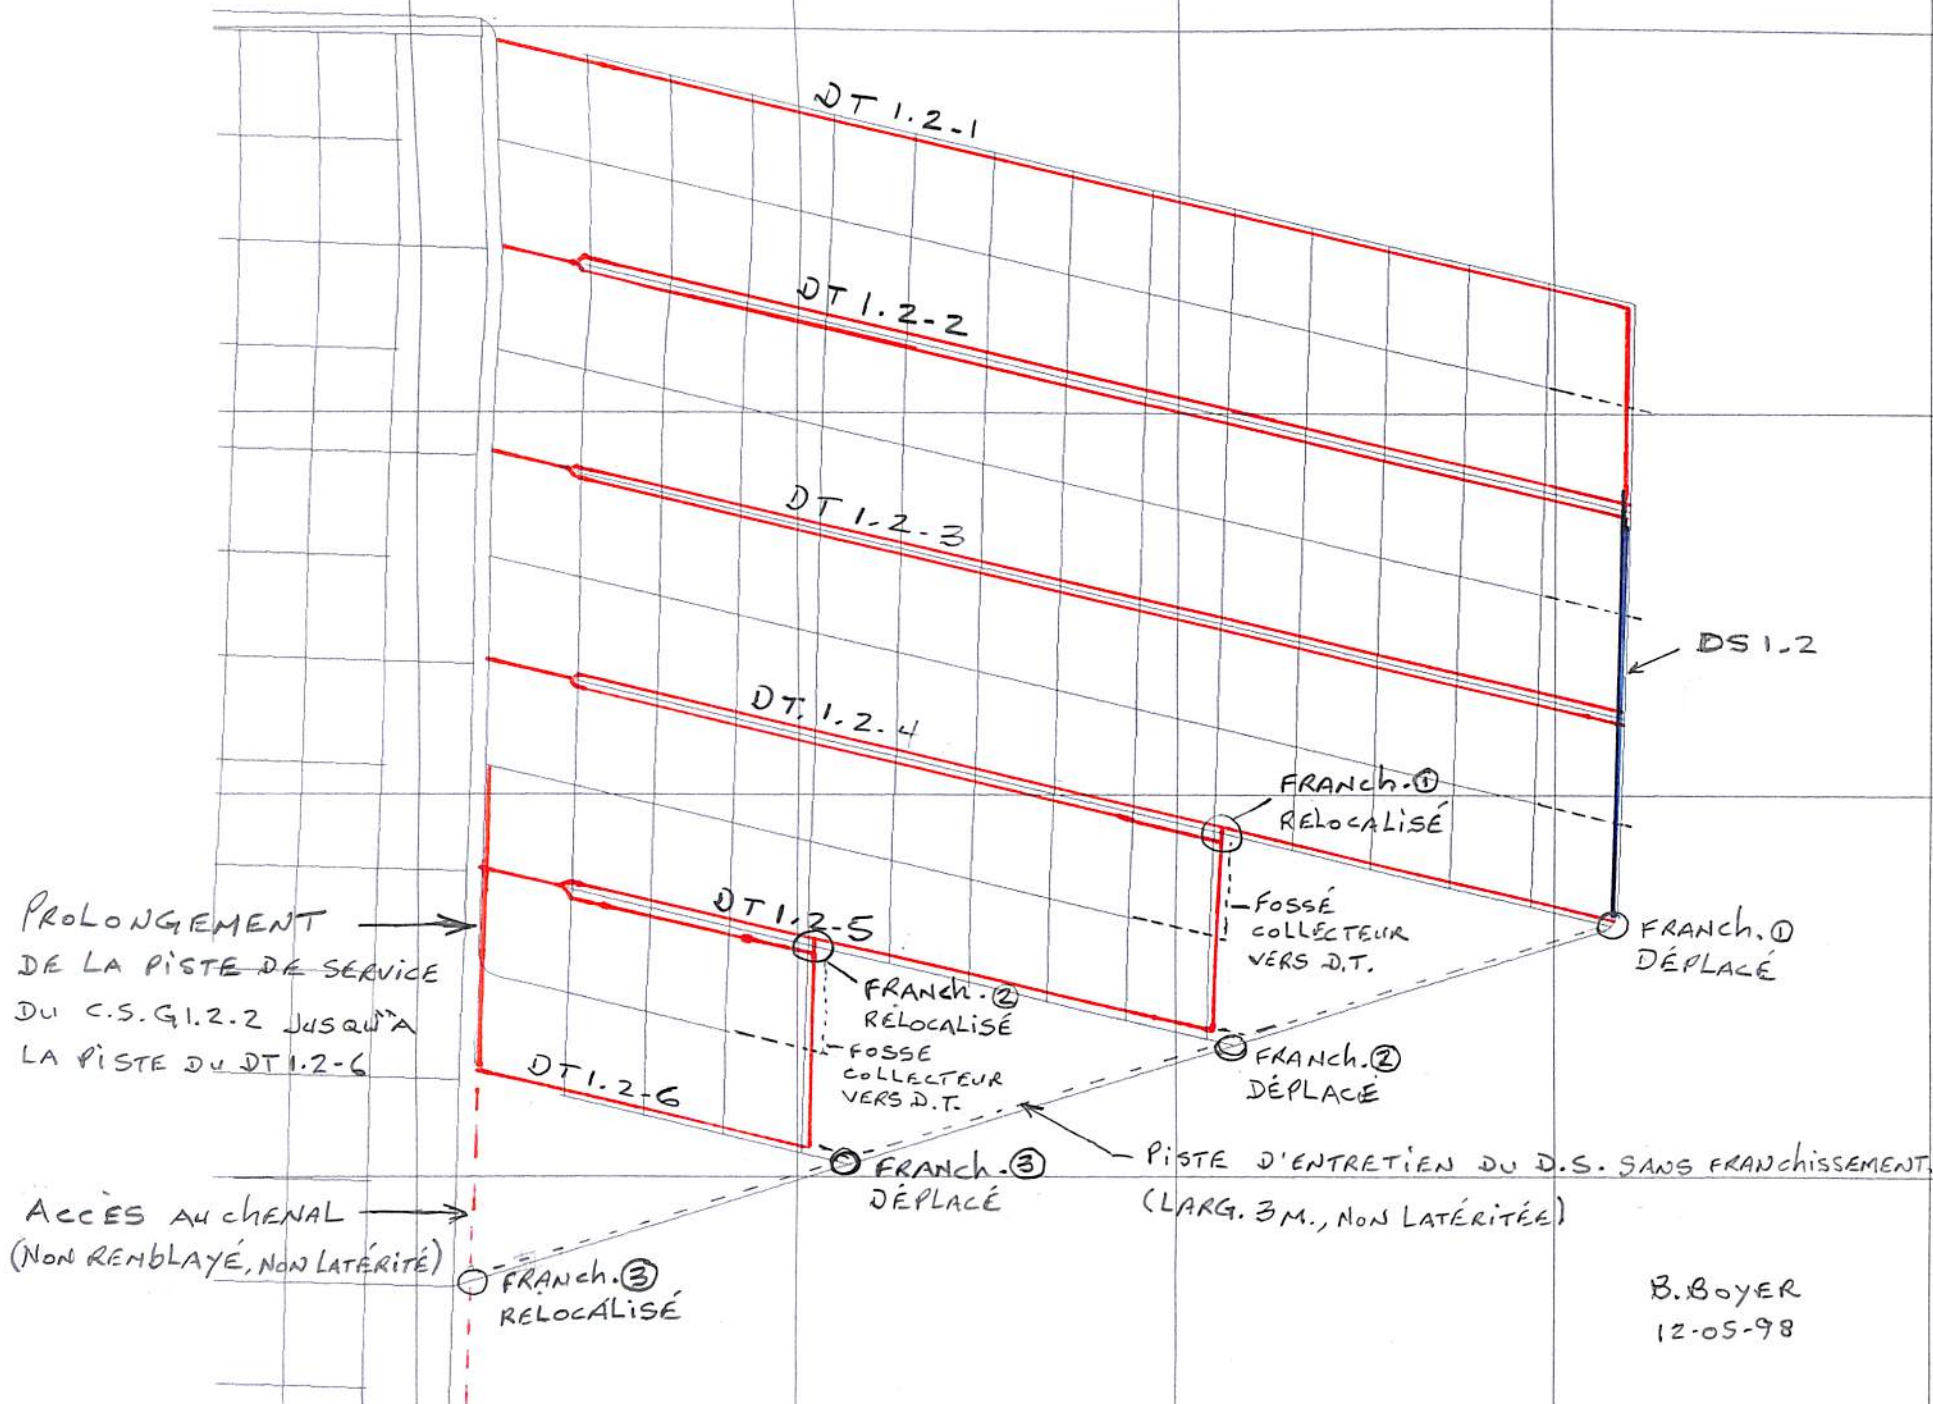 DT 1.2-1
DT 1.2-2
DT 1.2-3
DS 1.2
DT. 1.2-4
FRANCH. ①
RELOCALISÉ
DT 1.2-5
FOSSÉ
COLLECTEUR
VERS D.T.
FRANCH. ①
DÉPLACÉ
PROLONGEMENT
DE LA PISTE DE SERVICE
DU C.S.G1.2.2 JUSQU'À
LA PISTE DU DT 1.2-6
FRANCH. ②
RELOCALISÉ
FOSSE
COLLECTEUR
VERS D.T.
FRANCH. ②
DÉPLACÉ
DT 1.2-6
FRANCH. ③
DÉPLACÉ
PISTE D'ENTRETIEN DU D.S. SANS FRANCHISSEMENT.
(LARG. 3 M., NON LATÉRITÉE)
ACCÈS AU CHENAL
(NON REMBLAYÉ, NON LATÉRITÉ)
FRANCH. ③
RELOCALISÉ
B. BOYER
12-05-98